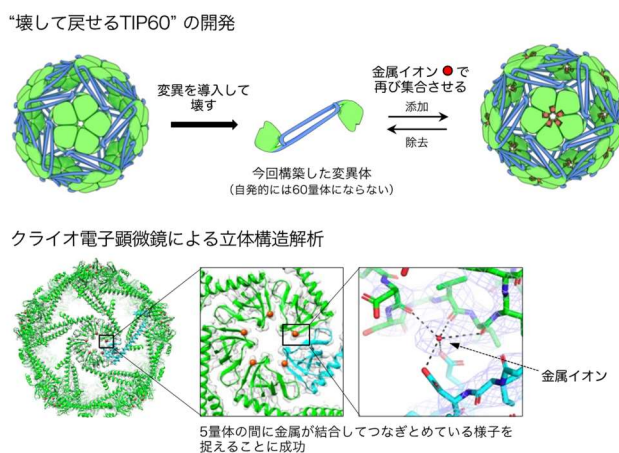 “壊して戻せるTIP60” の開発
変異を導入して
壊す
金属イオン で
再び集合させる
添加
除去
今回構築した変異体
（自発的には60量体にならない）
クライオ電子顕微鏡による立体構造解析
金属イオン
5量体の間に金属が結合してつなぎとめている様子を
捉えることに成功